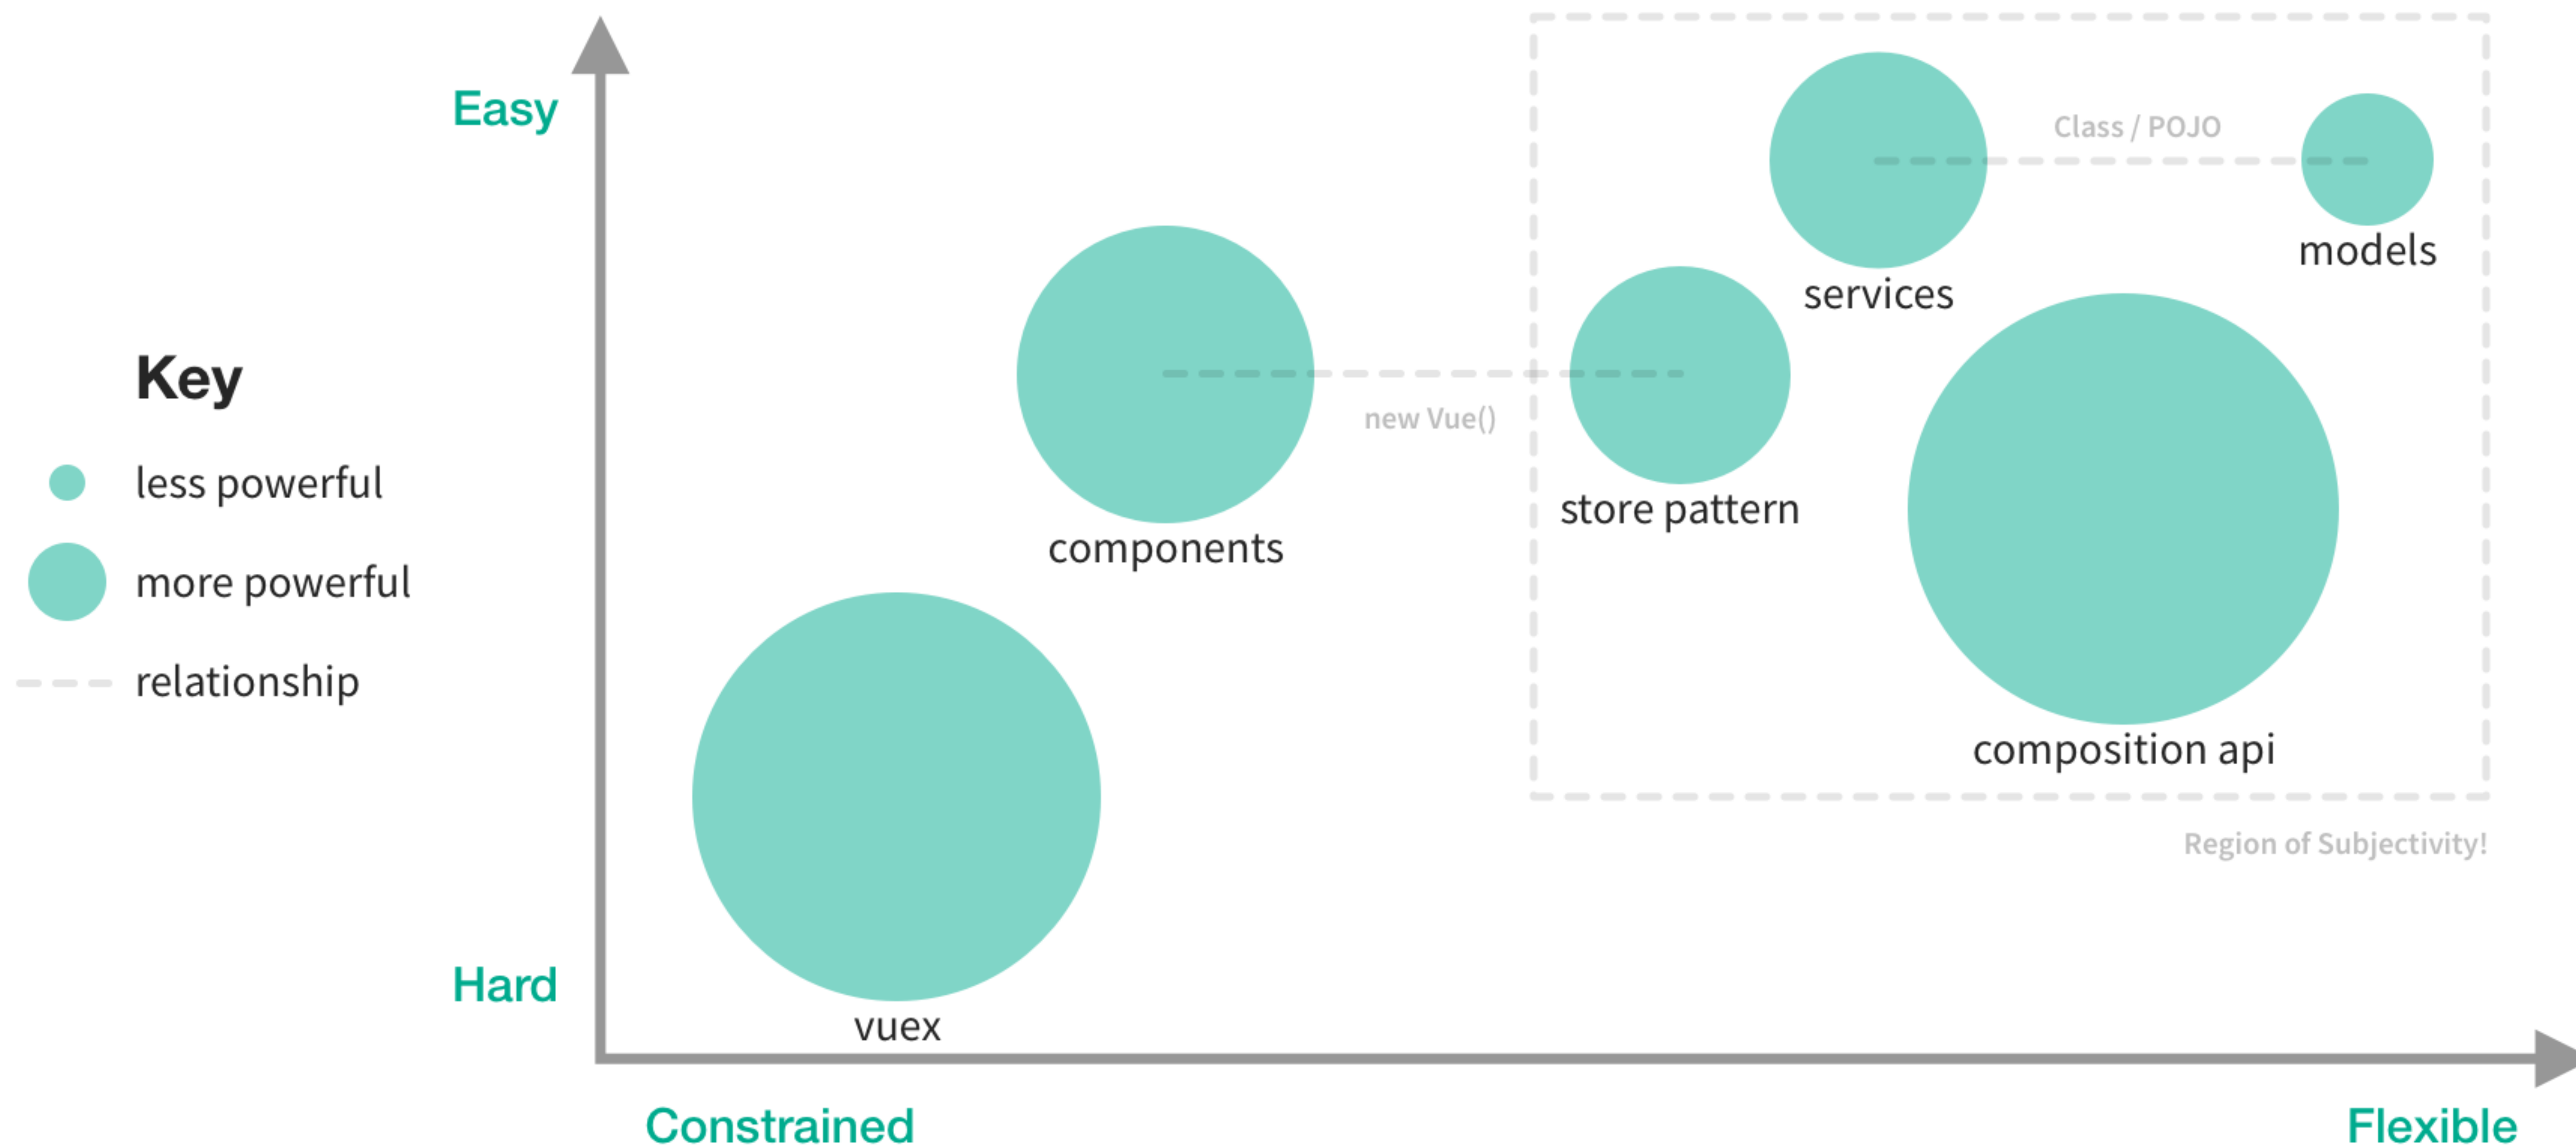 Easy
Class / POJO
models
services
Key
new Vue()
less powerful
store pattern
components
more powerful
relationship
composition api
Region of Subjectivity!
Hard
vuex
Constrained
Flexible